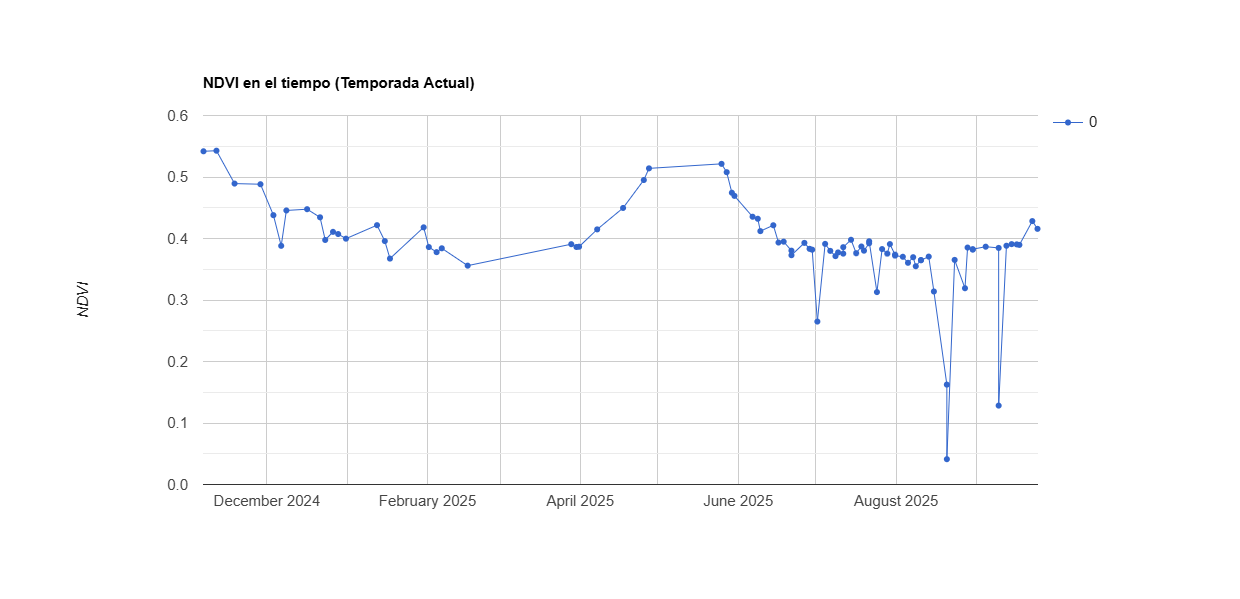 NDVI en el tiempo (Temporada Actual)
0.6
0
0.5
0.4
0.3
NDVI
0.2
0.1
0.0
December 2024
February 2025
April 2025
June 2025
August 2025